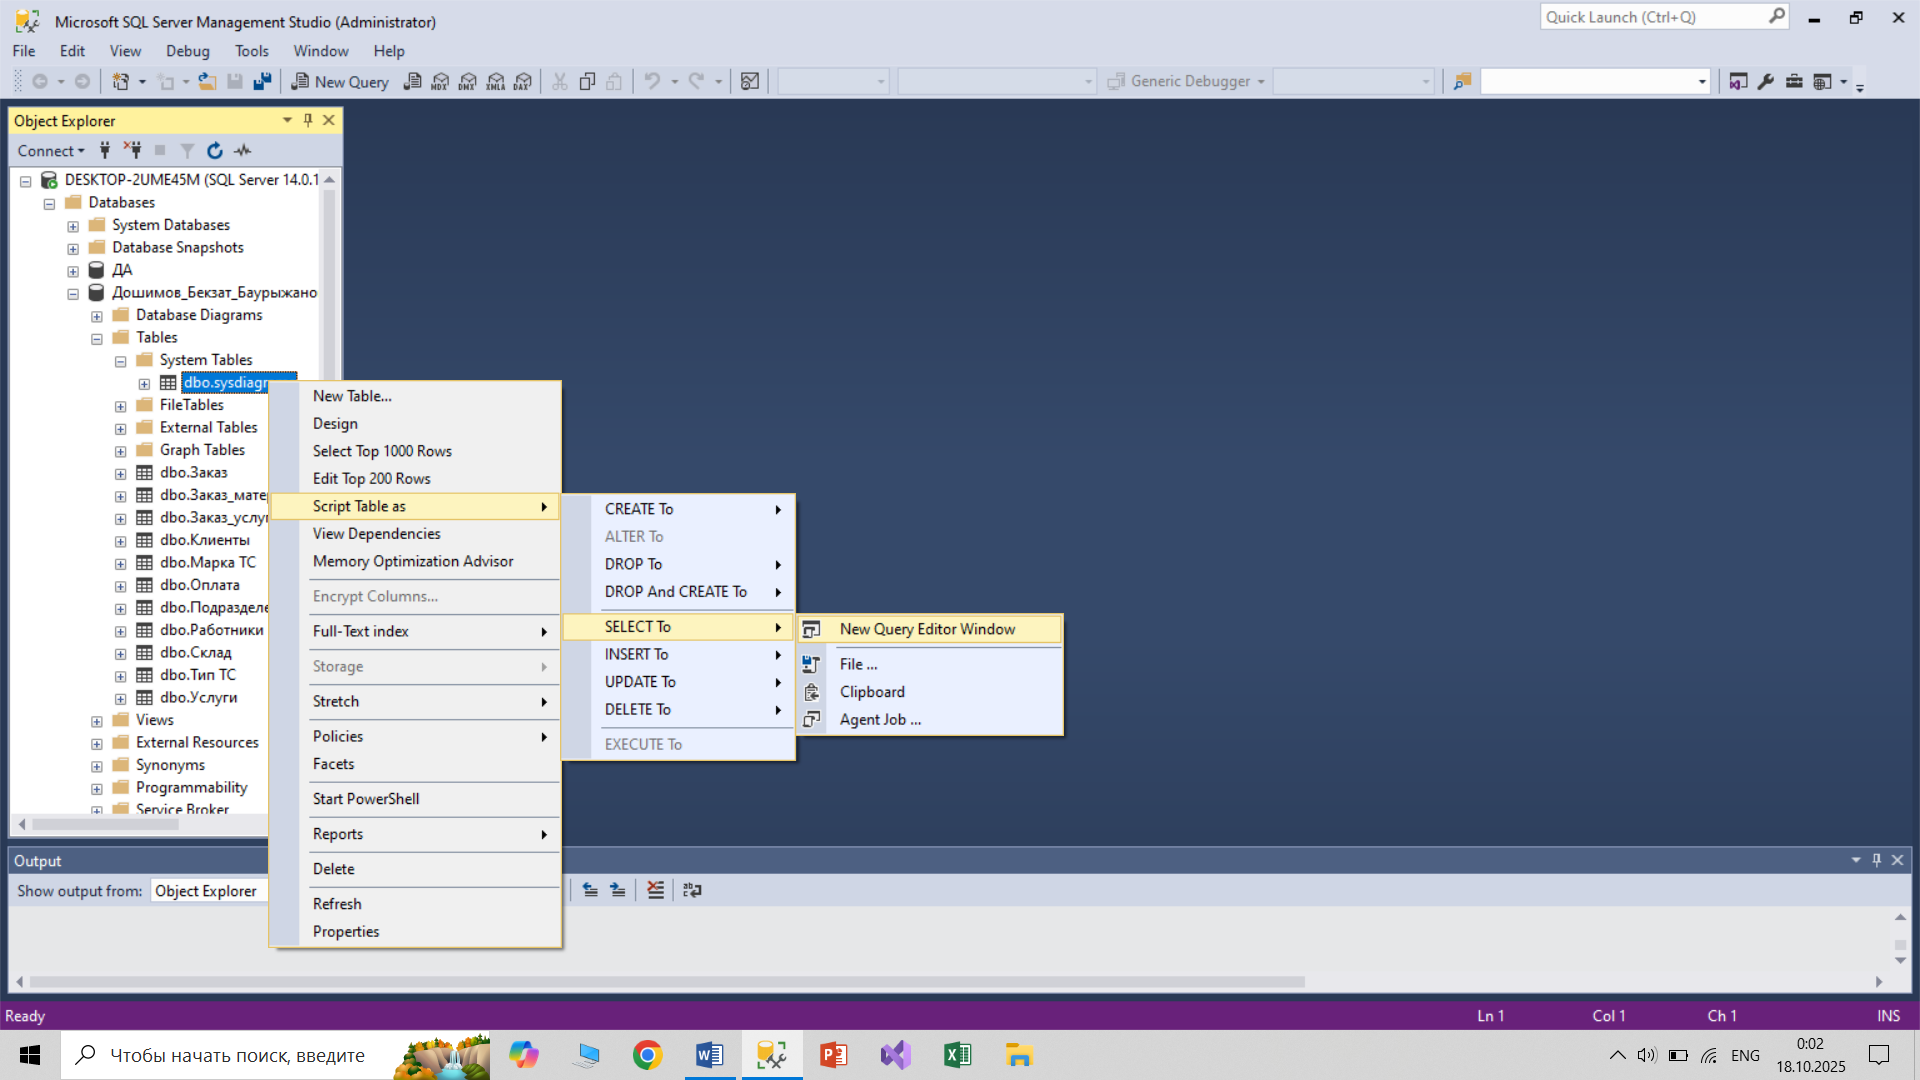 Microsoft SQL Server Management Studio (Administrator)
Quick Launch (Ctrl+Q)
File Edit View Debug Tools Window Help
New Query MDX DMX XMLA DAX Generic Debugger
Object Explorer
Connect
DESKTOP-2UME45M (SQL Server 14.0.1
Databases
System Databases
Database Snapshots
ДА
Дошимов_Бекзат_Баурыжано
Database Diagrams
Tables
System Tables
dbo.sysdiagr
FileTables
External Tables
Graph Tables
dbo.Заказ
dbo.Заказ_мате
dbo.Заказ_услуг
dbo.Клиенты
dbo.Марка ТС
dbo.Оплата
dbo.Подразделе
dbo.Работники
dbo.Склад
dbo.Тип ТС
dbo.Услуги
Views
External Resources
Synonyms
Programmability
Service Broker
New Table...
Design
Select Top 1000 Rows
Edit Top 200 Rows
Script Table as
View Dependencies
Memory Optimization Advisor
Encrypt Columns...
Full-Text index
Storage
Stretch
Policies
Facets
Start PowerShell
Reports
Delete
Refresh
Properties
CREATE To
ALTER To
DROP To
DROP And CREATE To
SELECT To
INSERT To
UPDATE To
DELETE To
EXECUTE To
New Query Editor Window
File ...
Clipboard
Agent Job ...
Output
Show output from: Object Explorer
Ready Ln 1 Col 1 Ch 1 INS
Чтобы начать поиск, введите
ENG
0:02
18.10.2025